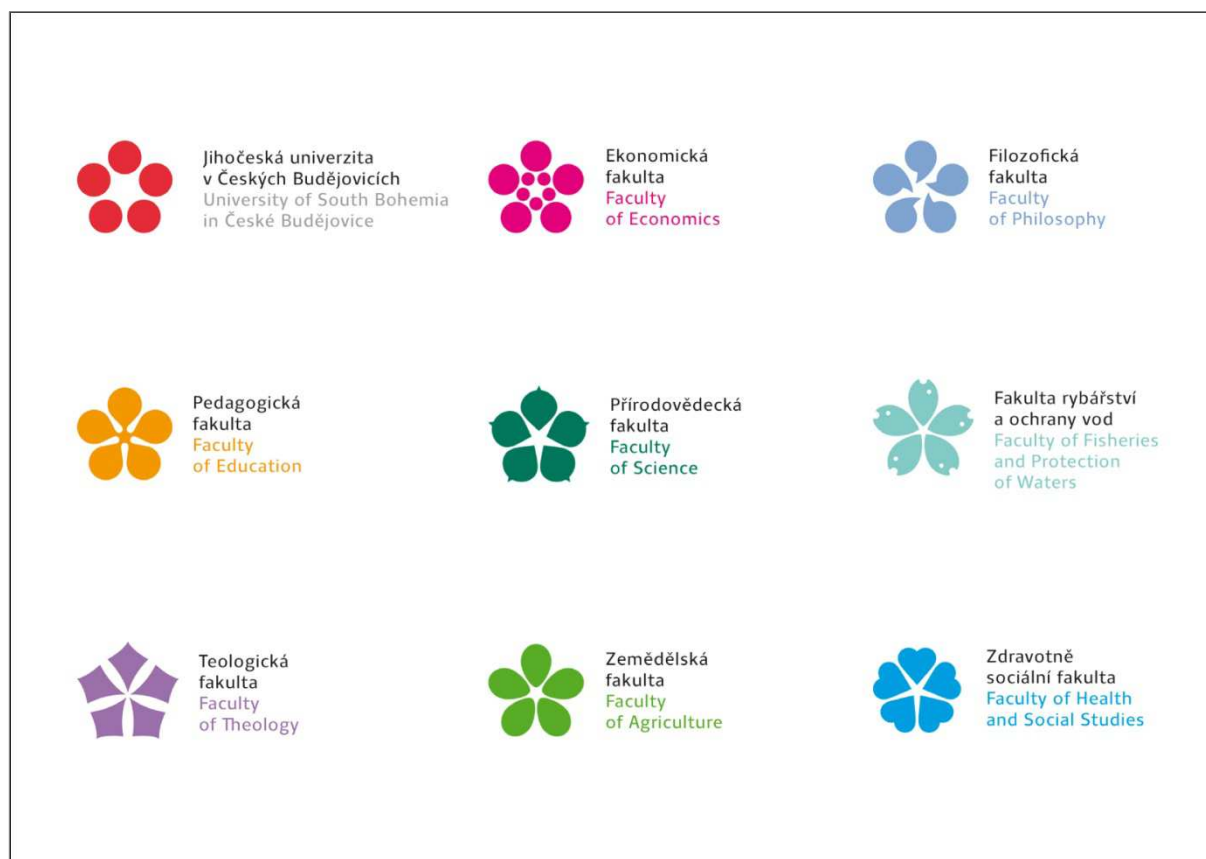 Jihočeská univerzita
v Českých Budějovicích
University of South Bohemia
in České Budějovice
Ekonomická
fakulta
Faculty
of Economics
Filozofická
fakulta
Faculty
of Philosophy
Pedagogická
fakulta
Faculty
of Education
Přírodovědecká
fakulta
Faculty
of Science
Fakulta rybářství
a ochrany vod
Faculty of Fisheries
and Protection
of Waters
Teologická
fakulta
Faculty
of Theology
Zemědělská
fakulta
Faculty
of Agriculture
Zdravotně
sociální fakulta
Faculty of Health
and Social Studies